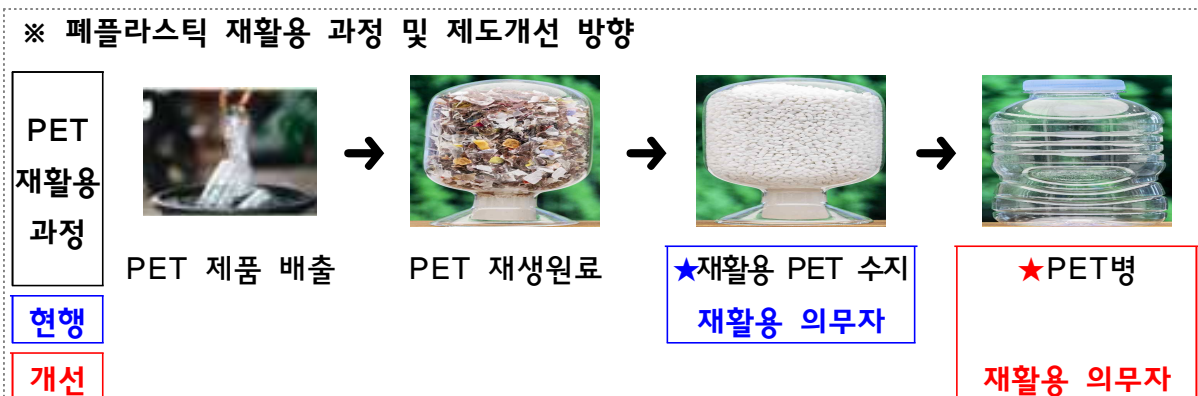 ※ 폐플라스틱 재활용 과정 및 제도개선 방향
PET
재활용
과정
➜ ➜ ➜
PET 제품 배출
PET 재생원료
★재활용 PET 수지
★PET병
현행
재활용 의무자
개선
재활용 의무자